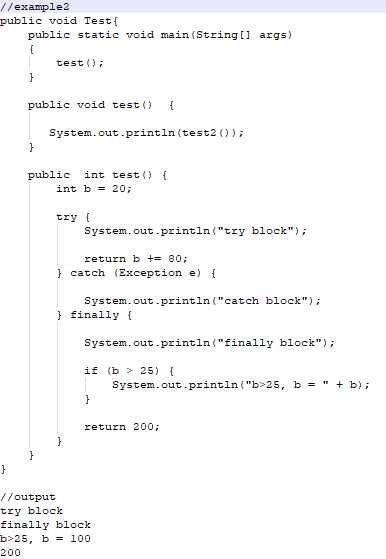 //example2
public void Test{
    public static void main(String[] args)
    {
        test();
    }

    public void test()  {

       System.out.println(test2());
    }

    public  int test() {
        int b = 20;

        try {
            System.out.println("try block");

            return b += 80;
        } catch (Exception e) {

            System.out.println("catch block");
        } finally {

            System.out.println("finally block");

            if (b > 25) {
                System.out.println("b>25, b = " + b);
            }

            return 200;
        }
    }
}

//output
try block
finally block
b>25, b = 100
200